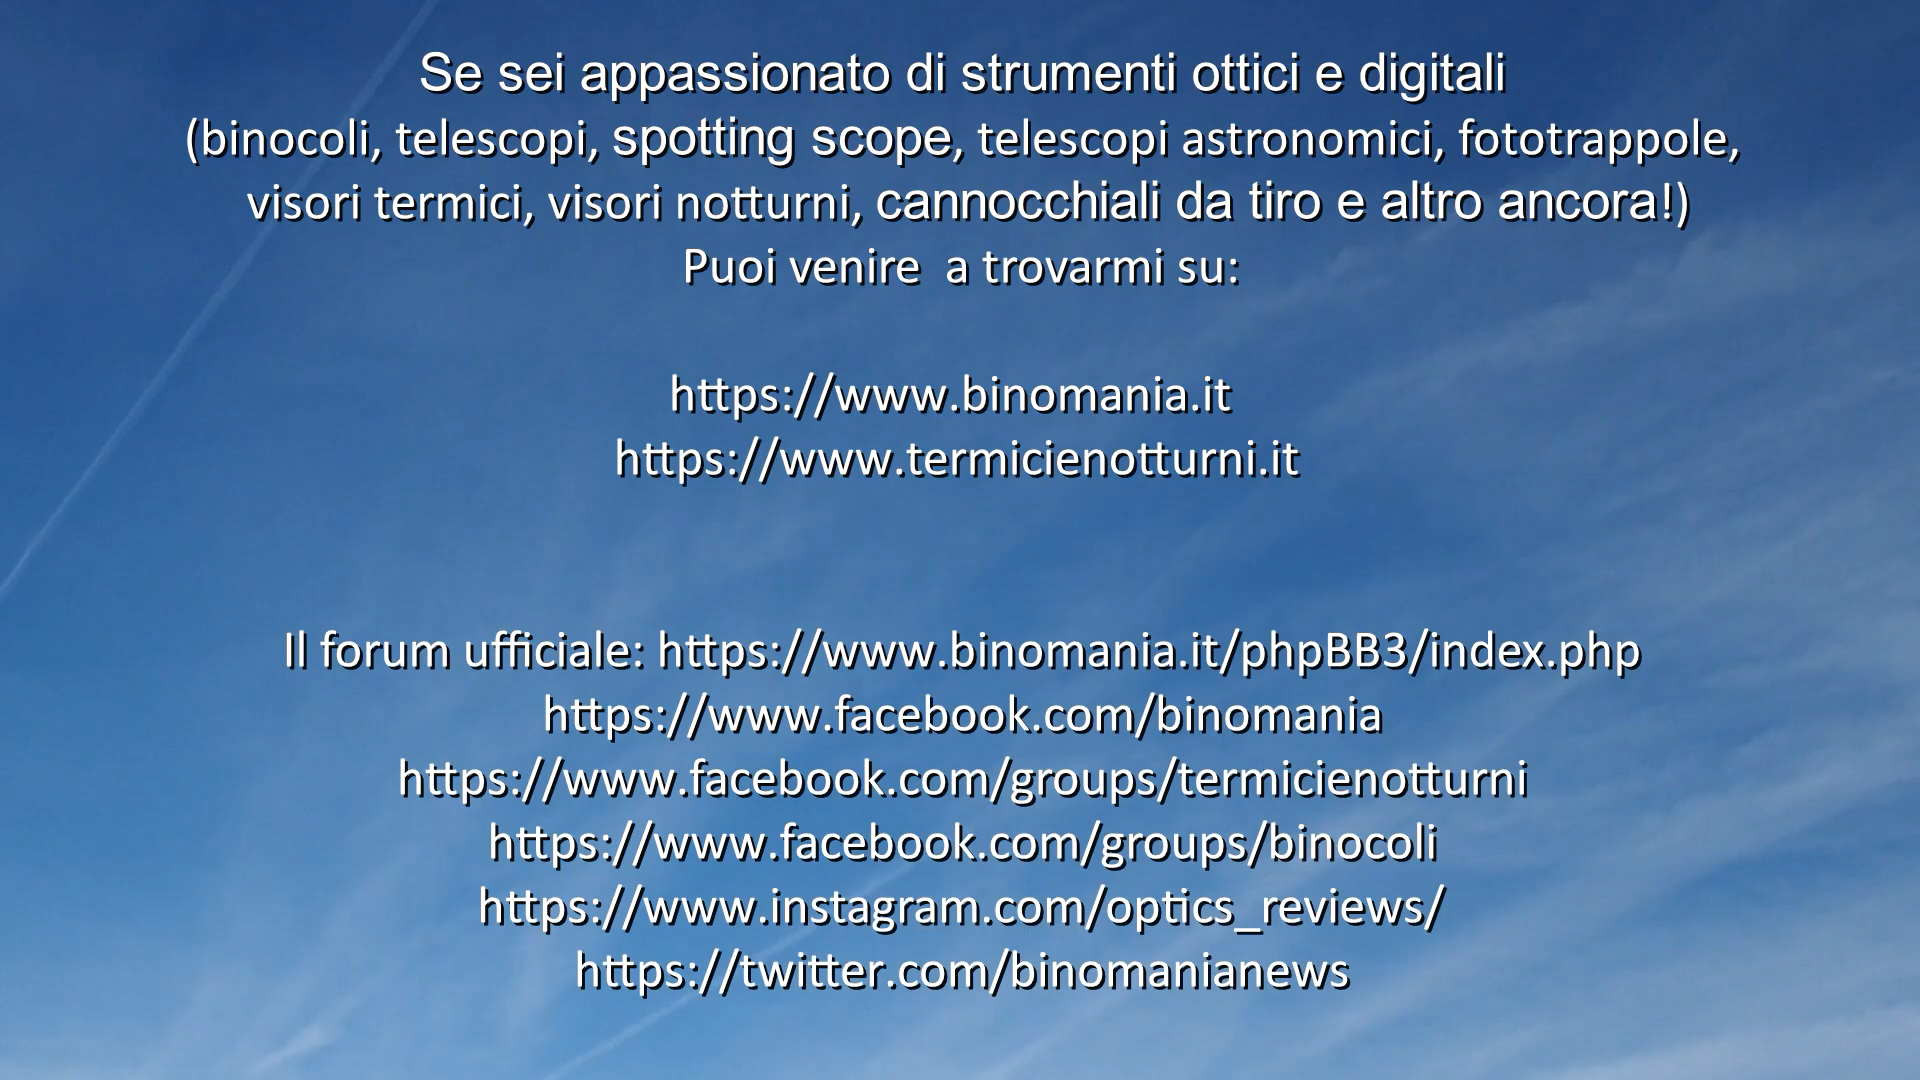 Se sei appassionato di strumenti ottici e digitali
(binocoli, telescopi, spotting scope, telescopi astronomici, fototrappole,
visori termici, visori notturni, cannocchiali da tiro e altro ancora!)
Puoi venire  a trovarmi su:
https://www.binomania.it
https://www.termicienotturni.it
Il forum ufficiale: https://www.binomania.it/phpBB3/index.php
https://www.facebook.com/binomania
https://www.facebook.com/groups/termicienotturni
https://www.facebook.com/groups/binocoli
https://www.instagram.com/optics_reviews/
https://twitter.com/binomanianews